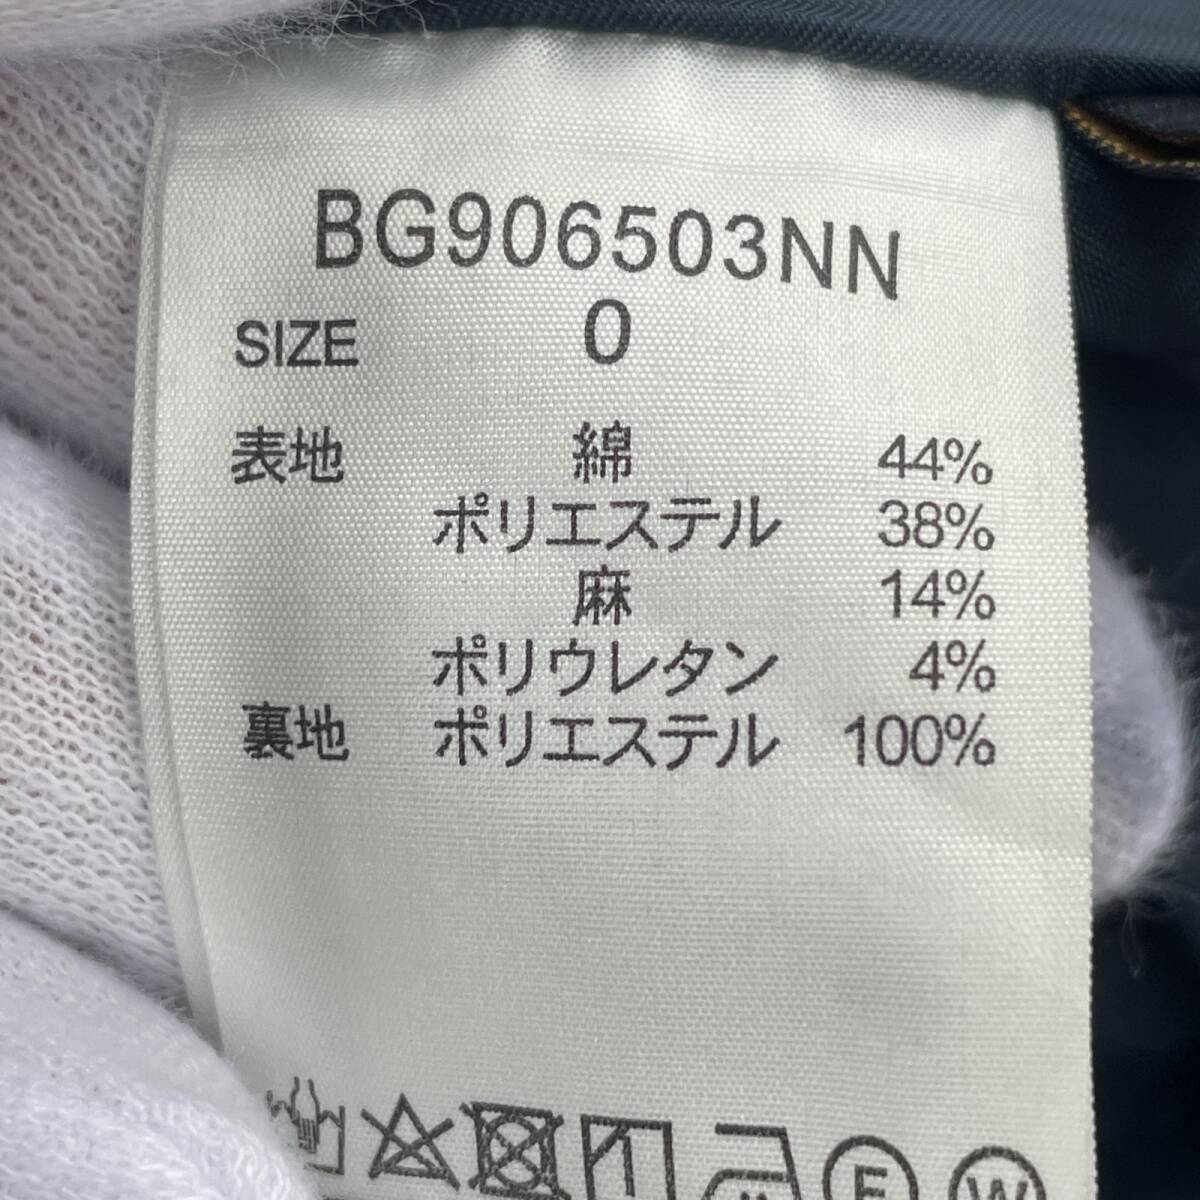 BG906503NN
SIZE 0
表地 綿 44%
ポリエステル 38%
麻 14%
ポリウレタン 4%
裏地 ポリエステル 100%
F W